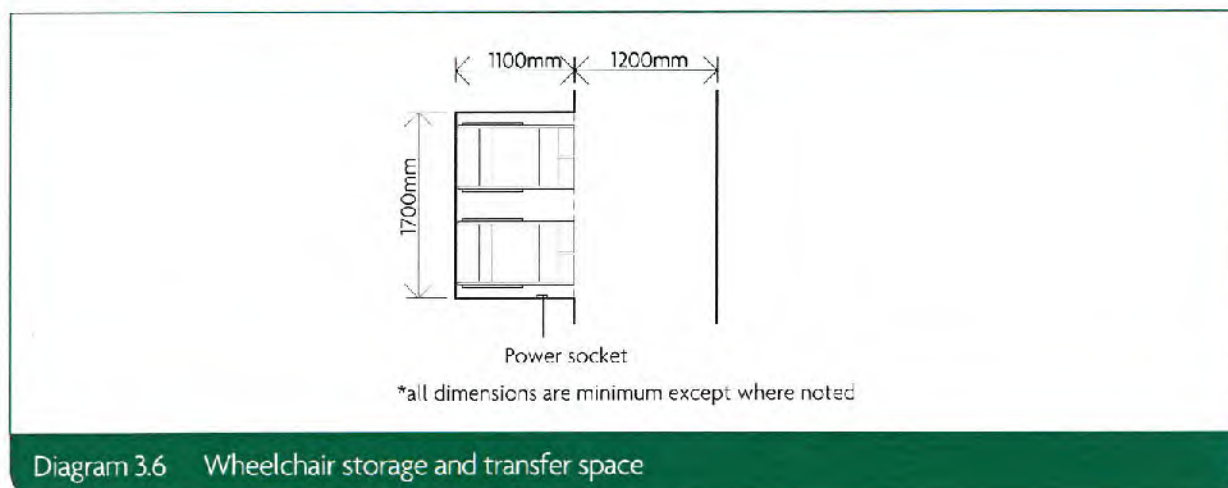 1100mm 1200mm
1700mm
Power socket
*all dimensions are minimum except where noted
Diagram 3.6 Wheelchair storage and transfer space